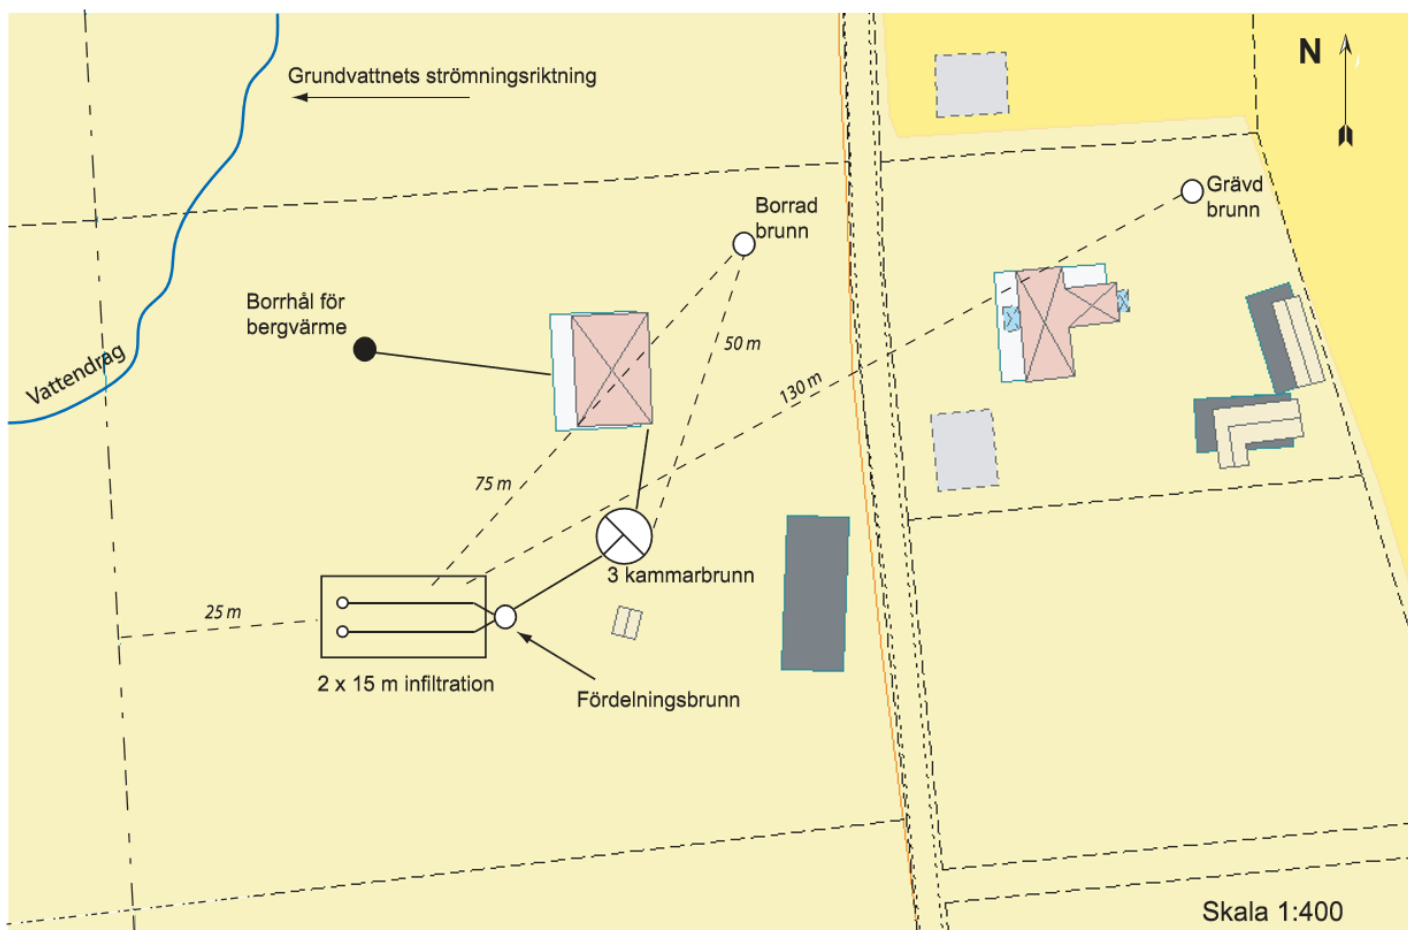 N
Grundvattnets strömningsriktning
Grävd
brunn
Borrad
brunn
Borrhål för
bergvärme
50 m
Vattendrag
130 m
75 m
3 kammarbrunn
25 m
2 x 15 m infiltration
Fördelningsbrunn
Skala 1:400